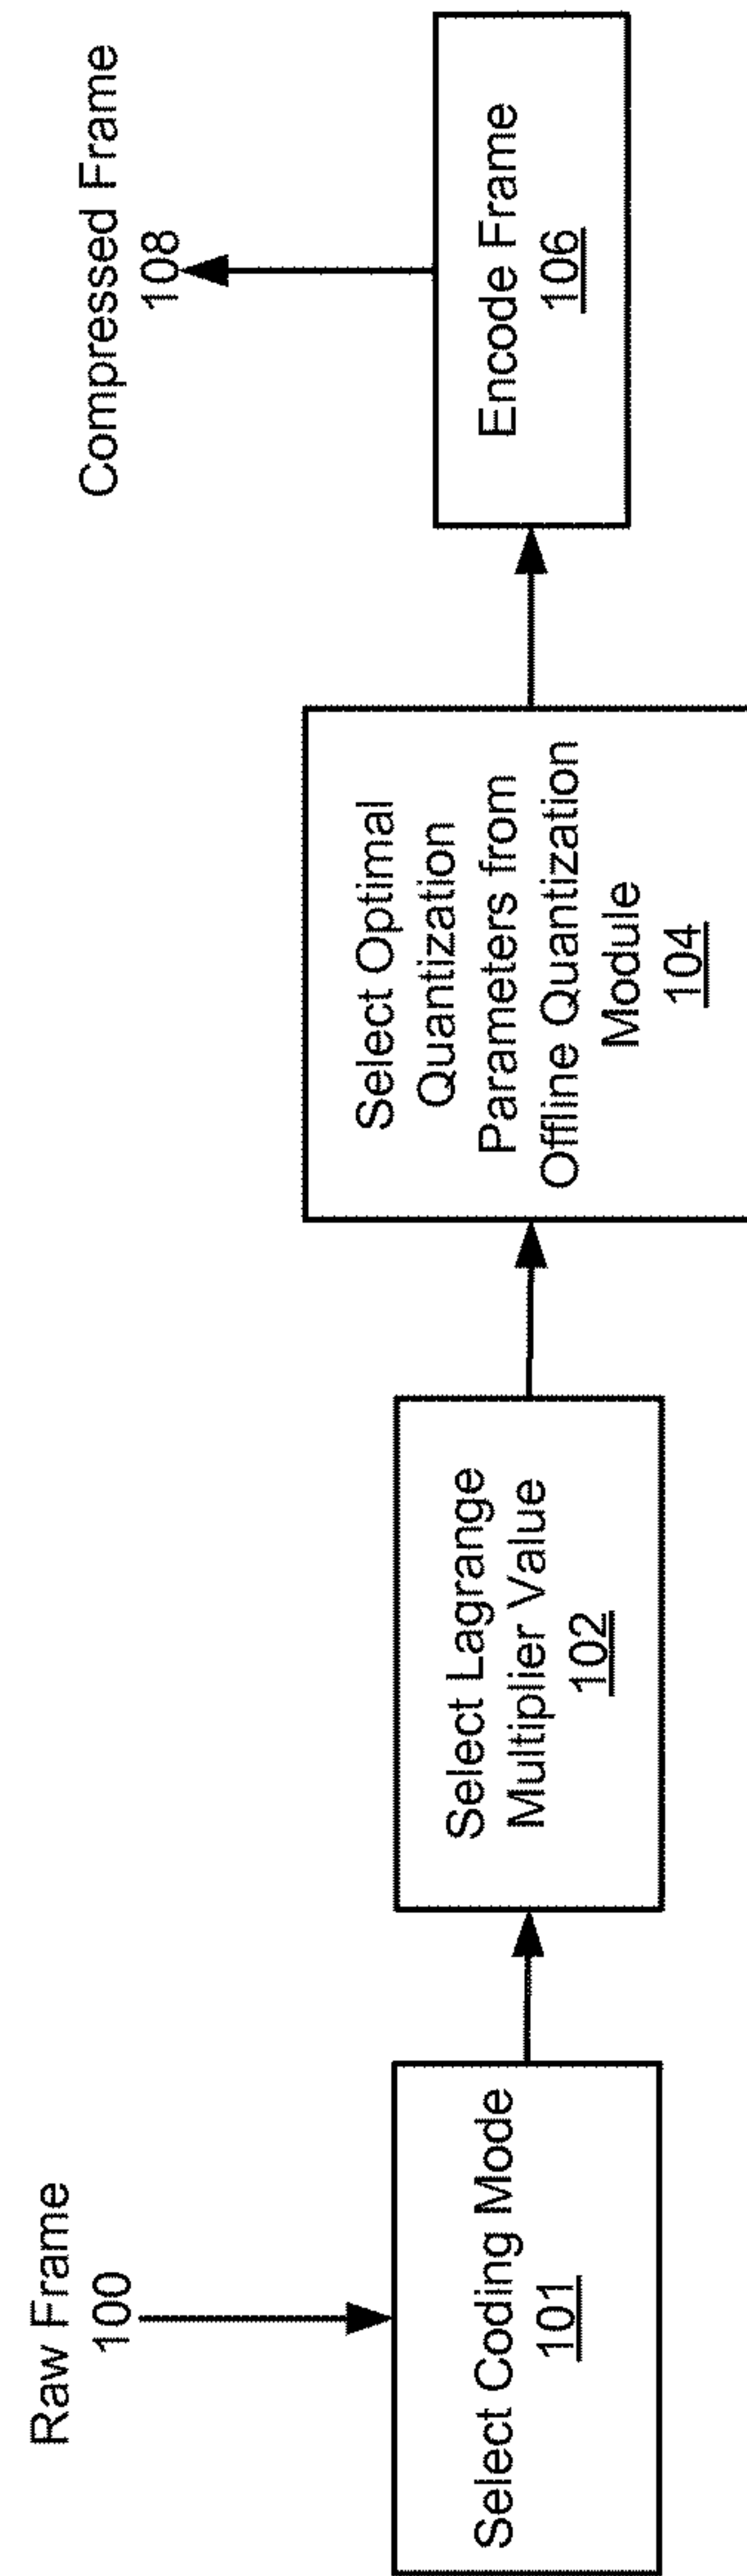 Raw Frame
100
Select Coding Mode
101
Select Lagrange
Multiplier Value
102
Select Optimal
Quantization
Parameters from
Offline Quantization
Module
104
Encode Frame
106
Compressed Frame
108